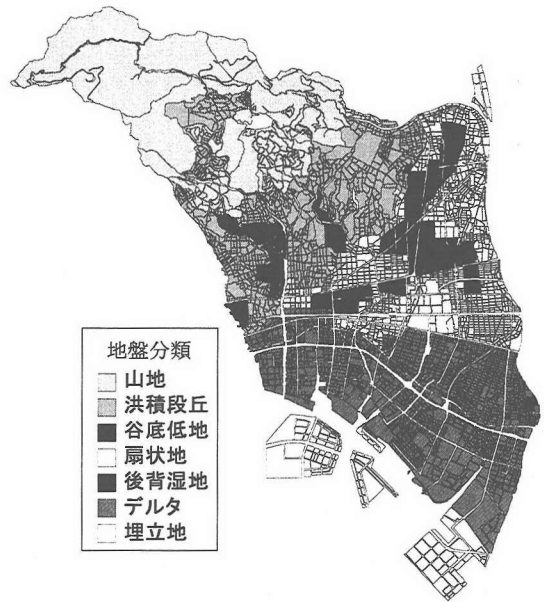 地盤分類
山地
洪積段丘
谷底低地
扇状地
後背湿地
デルタ
埋立地